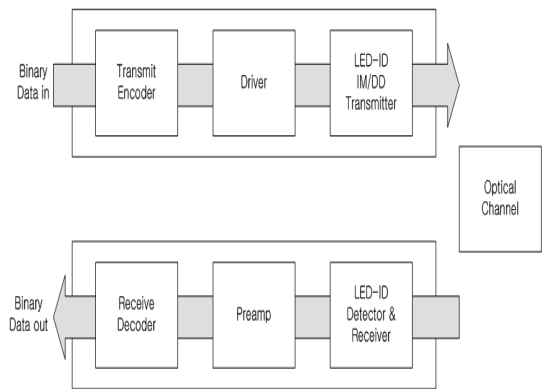 Binary
Data in
Transmit
Encoder
Driver
LED-ID
IM/DD
Transmitter
Optical
Channel
Binary
Data out
Receive
Decoder
Preamp
LED-ID
Detector &
Receiver